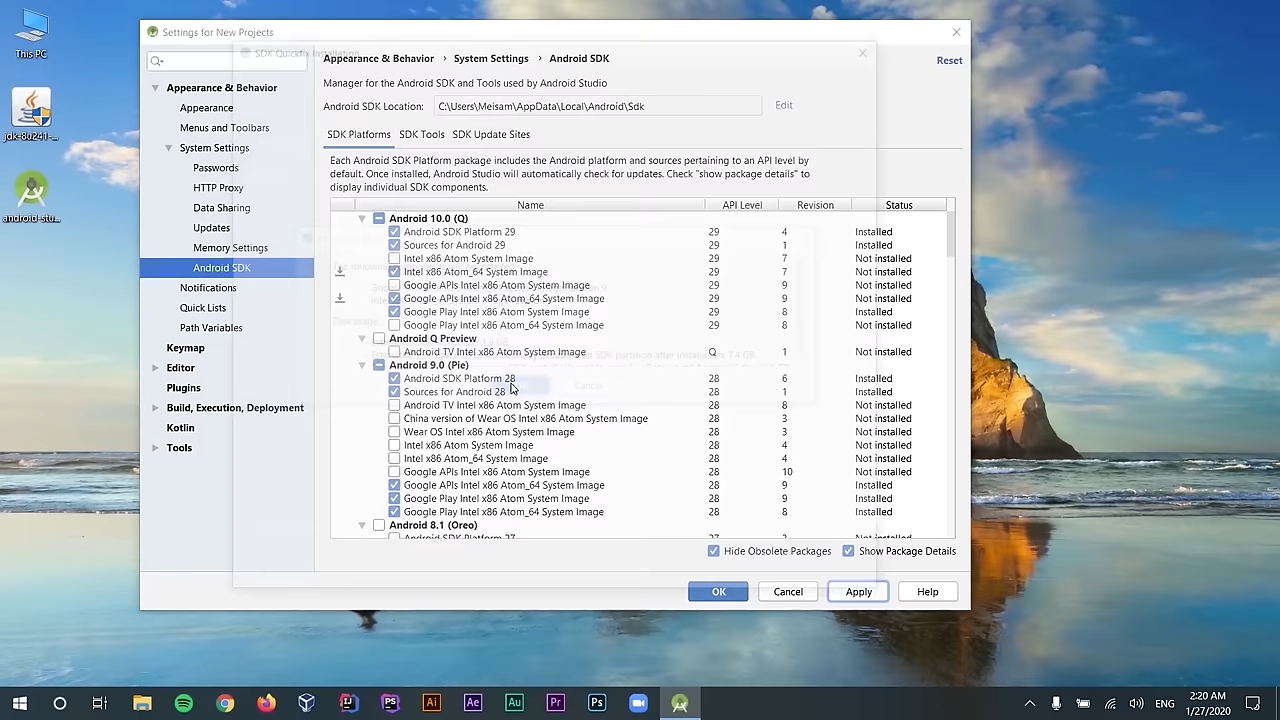 This PC
jdk-8u241-...
android-stu...
Settings for New Projects
SDK Quickfix Installation
Appearance & Behavior › System Settings › Android SDK
Reset
Appearance & Behavior
Appearance
Menus and Toolbars
System Settings
Passwords
HTTP Proxy
Data Sharing
Updates
Memory Settings
Android SDK
Notifications
Quick Lists
Path Variables
Keymap
Editor
Plugins
Build, Execution, Deployment
Kotlin
Tools
Manager for the Android SDK and Tools used by Android Studio
Android SDK Location: C:\Users\Meisam\AppData\Local\Android\Sdk Edit
SDK Platforms SDK Tools SDK Update Sites
Each Android SDK Platform package includes the Android platform and sources pertaining to an API level by
default. Once installed, Android Studio will automatically check for updates. Check "show package details" to
display individual SDK components.
Name API Level Revision Status
Android 10.0 (Q)
Android SDK Platform 29 29 4 Installed
Sources for Android 29 29 1 Installed
Intel x86 Atom System Image 29 7 Not installed
Intel x86 Atom_64 System Image 29 7 Not installed
Google APIs Intel x86 Atom System Image 29 9 Not installed
Google APIs Intel x86 Atom_64 System Image 29 9 Not installed
Google Play Intel x86 Atom System Image 29 8 Installed
Google Play Intel x86 Atom_64 System Image 29 8 Not installed
Android Q Preview
Android TV Intel x86 Atom System Image Q 1 Not installed
Android 9.0 (Pie)
Android SDK Platform 28 28 6 Installed
Sources for Android 28 28 1 Installed
Android TV Intel x86 Atom System Image 28 8 Not installed
China version of Wear OS Intel x86 Atom System Image 28 3 Not installed
Wear OS Intel x86 Atom System Image 28 3 Not installed
Intel x86 Atom System Image 28 4 Not installed
Intel x86 Atom_64 System Image 28 4 Not installed
Google APIs Intel x86 Atom System Image 28 10 Not installed
Google APIs Intel x86 Atom_64 System Image 28 9 Installed
Google Play Intel x86 Atom System Image 28 9 Installed
Google Play Intel x86 Atom_64 System Image 28 8 Installed
Android 8.1 (Oreo)
Android SDK Platform 27 27 3 Not installed
Cancel
Hide Obsolete Packages Show Package Details
OK Cancel Apply Help
ENG
2:20 AM
1/27/2020